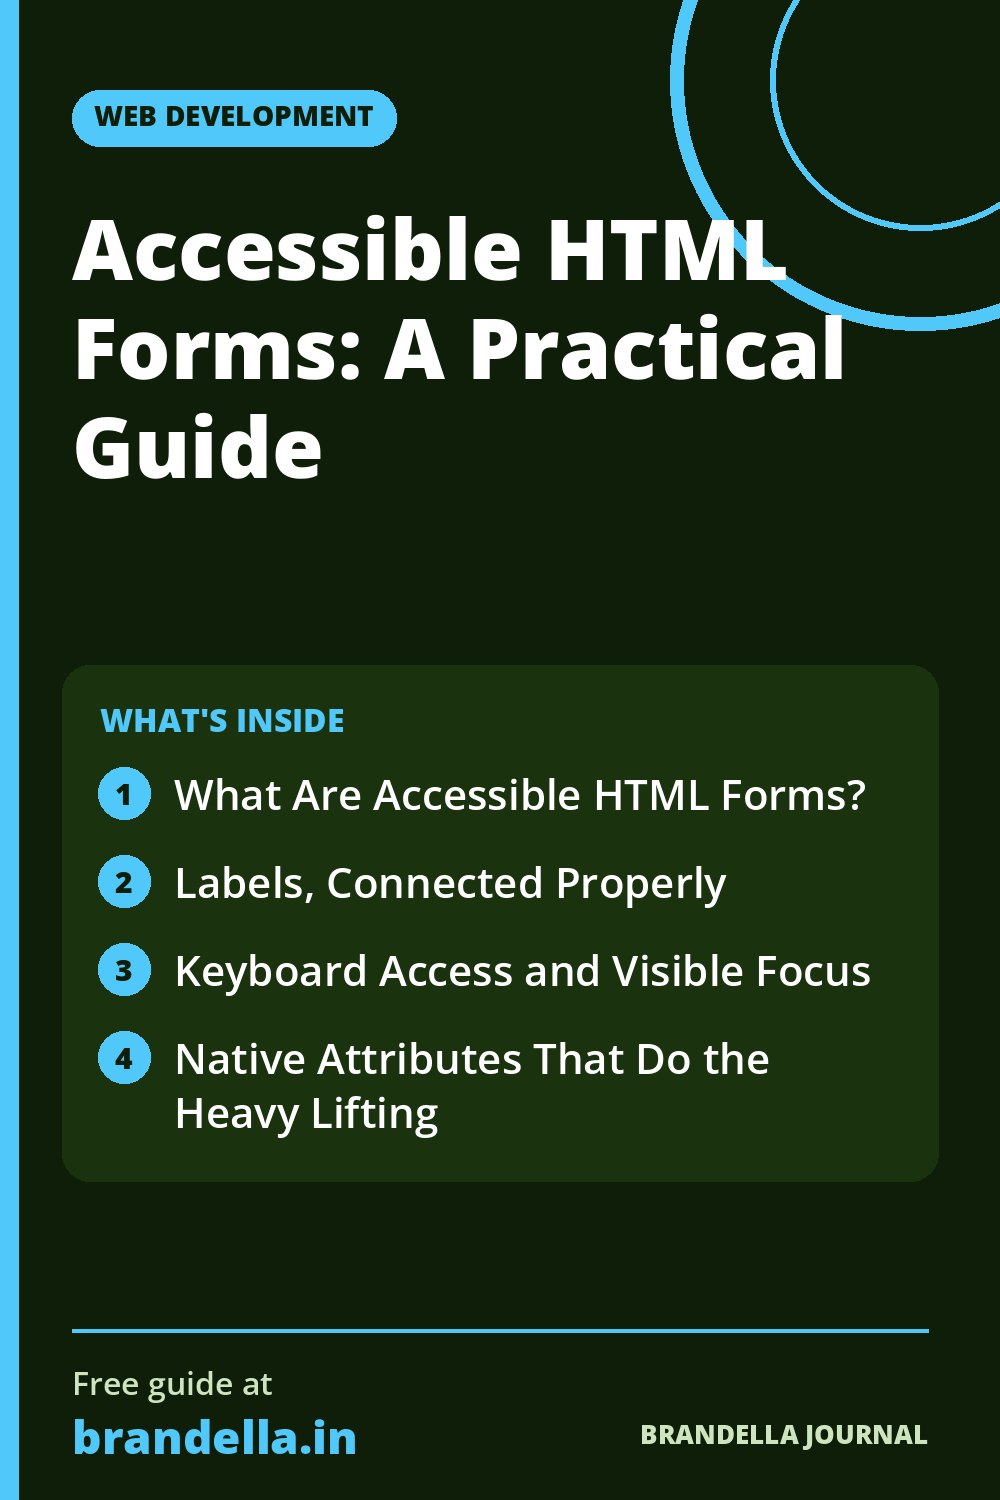 WEB DEVELOPMENT
Accessible HTML
Forms: A Practical
Guide
WHAT'S INSIDE
1 What Are Accessible HTML Forms?
2 Labels, Connected Properly
3 Keyboard Access and Visible Focus
4 Native Attributes That Do the
Heavy Lifting
Free guide at
brandella.in
BRANDELLA JOURNAL